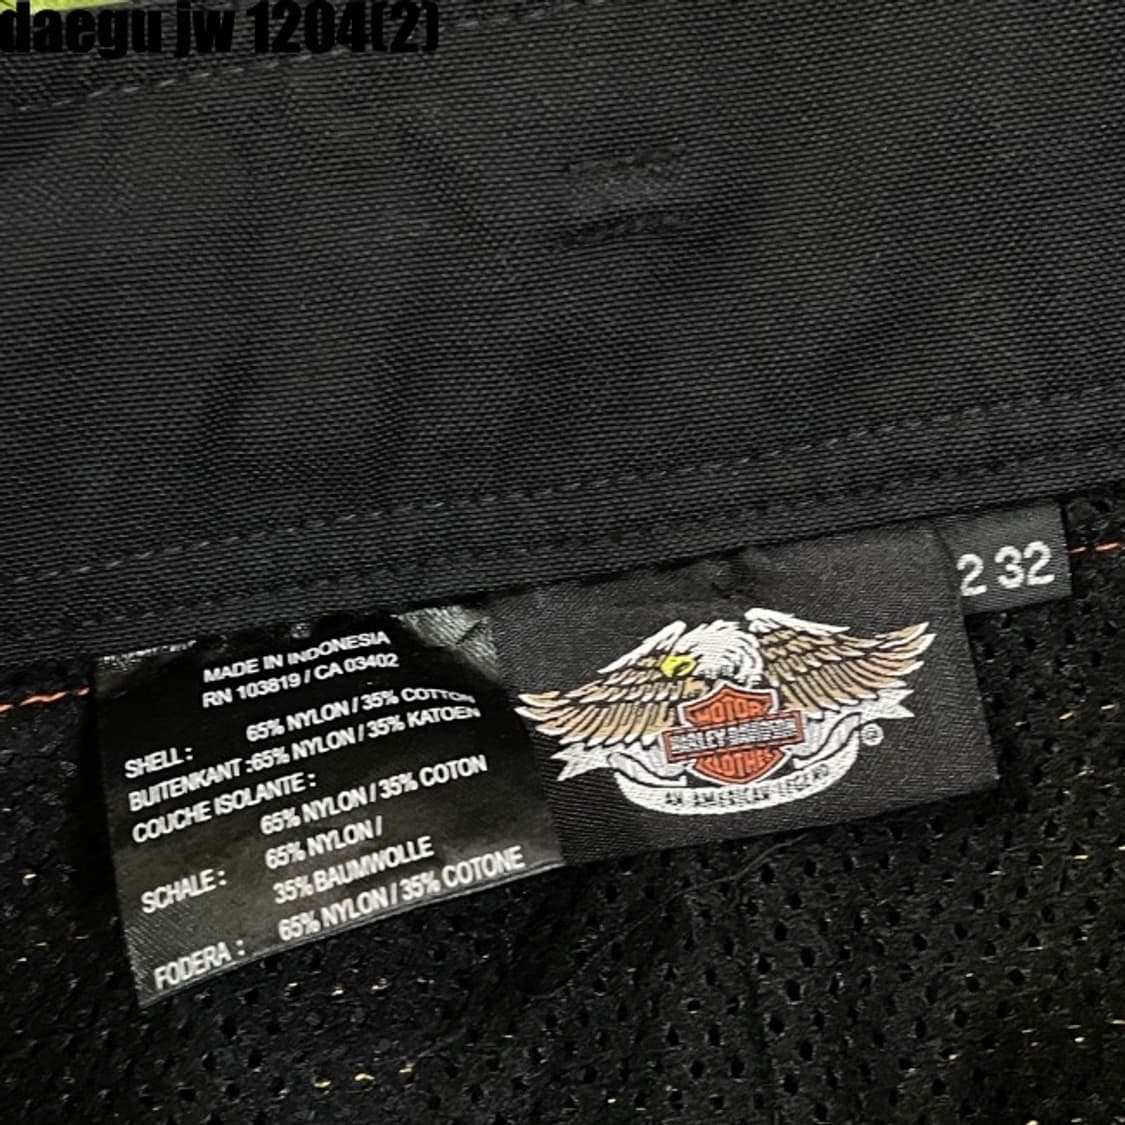 daegu jw 1204(2)
MADE IN INDONESIA
RN 103819 / CA 03402
SHELL : 65% NYLON / 35% COTTON
BUITENKANT :65% NYLON / 35% KATOEN
COUCHE ISOLANTE :
65% NYLON / 35% COTON
SCHALE : 65% NYLON /
35% BAUMWOLLE
FODERA : 65% NYLON / 35% COTONE
MOTOR
HARLEY-DAVIDSON
CLOTHES
AN AMERICAN LEGEND
©
2 32